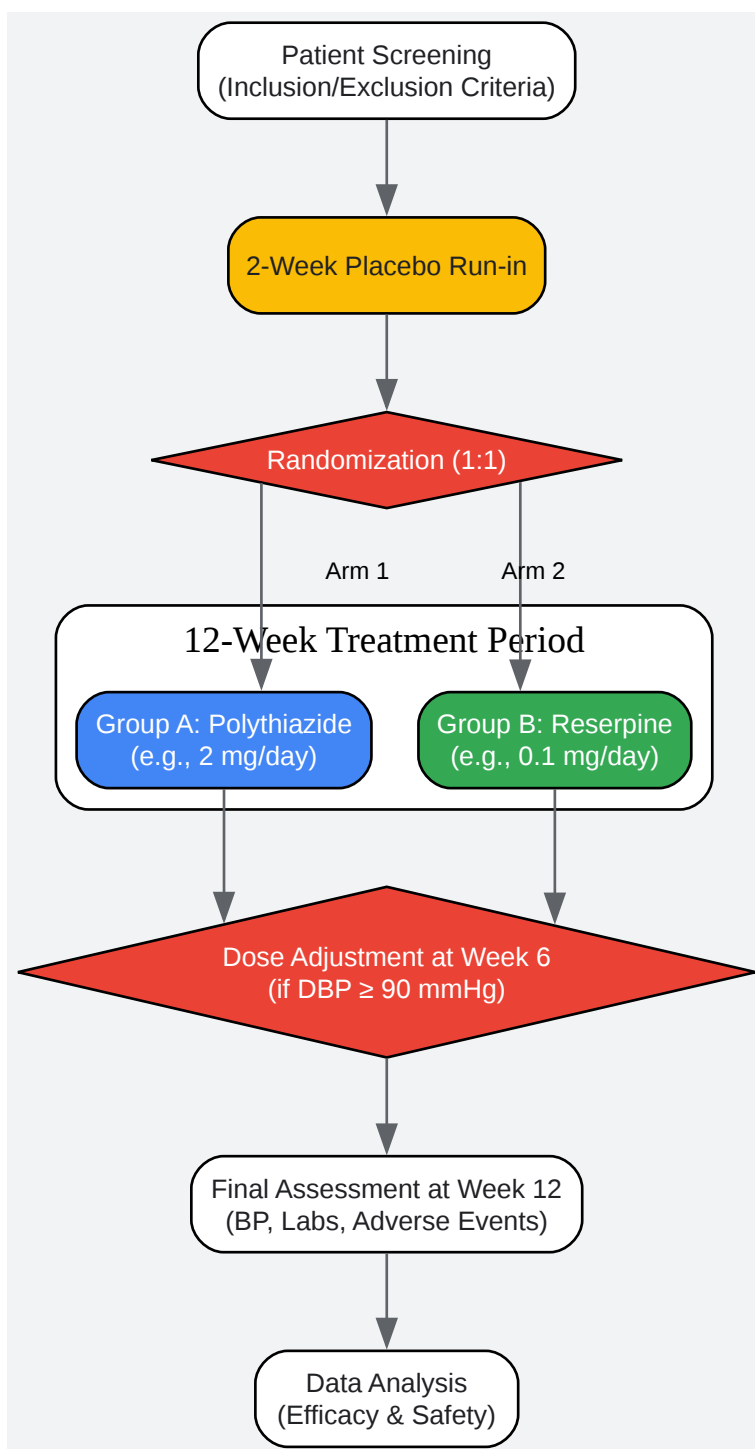 Patient Screening
(Inclusion/Exclusion Criteria)
2-Week Placebo Run-in
Randomization (1:1)
Arm 1
Arm 2
12-Week Treatment Period
Group A: Polythiazide
(e.g., 2 mg/day)
Group B: Reserpine
(e.g., 0.1 mg/day)
Dose Adjustment at Week 6
(if DBP ≥ 90 mmHg)
Final Assessment at Week 12
(BP, Labs, Adverse Events)
Data Analysis
(Efficacy & Safety)